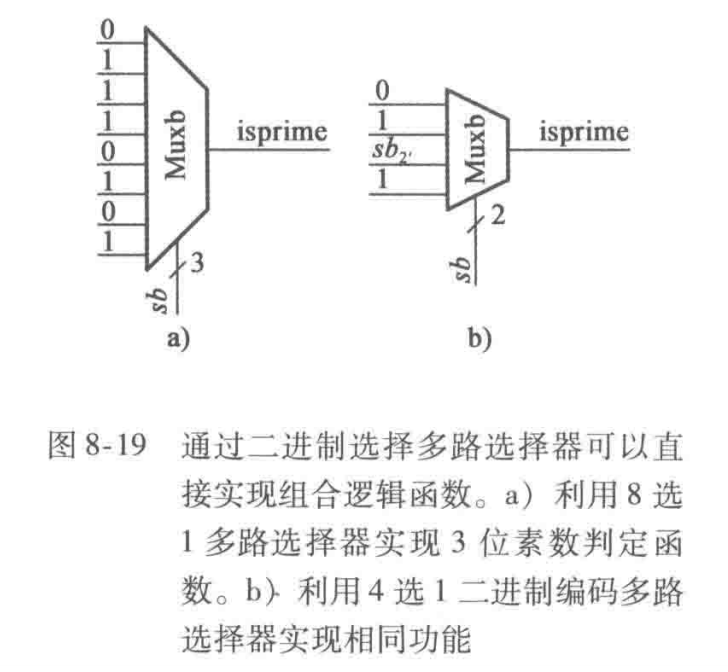 0
1
1
1
0
1
0
1
Muxb
isprime
3
sb
a)
0
1
sb2'
1
Muxb
isprime
2
sb
b)
图 8-19 通过二进制选择多路选择器可以直
接实现组合逻辑函数。a) 利用 8 选
1 多路选择器实现 3 位素数判定函
数。b) 利用 4 选 1 二进制编码多路
选择器实现相同功能